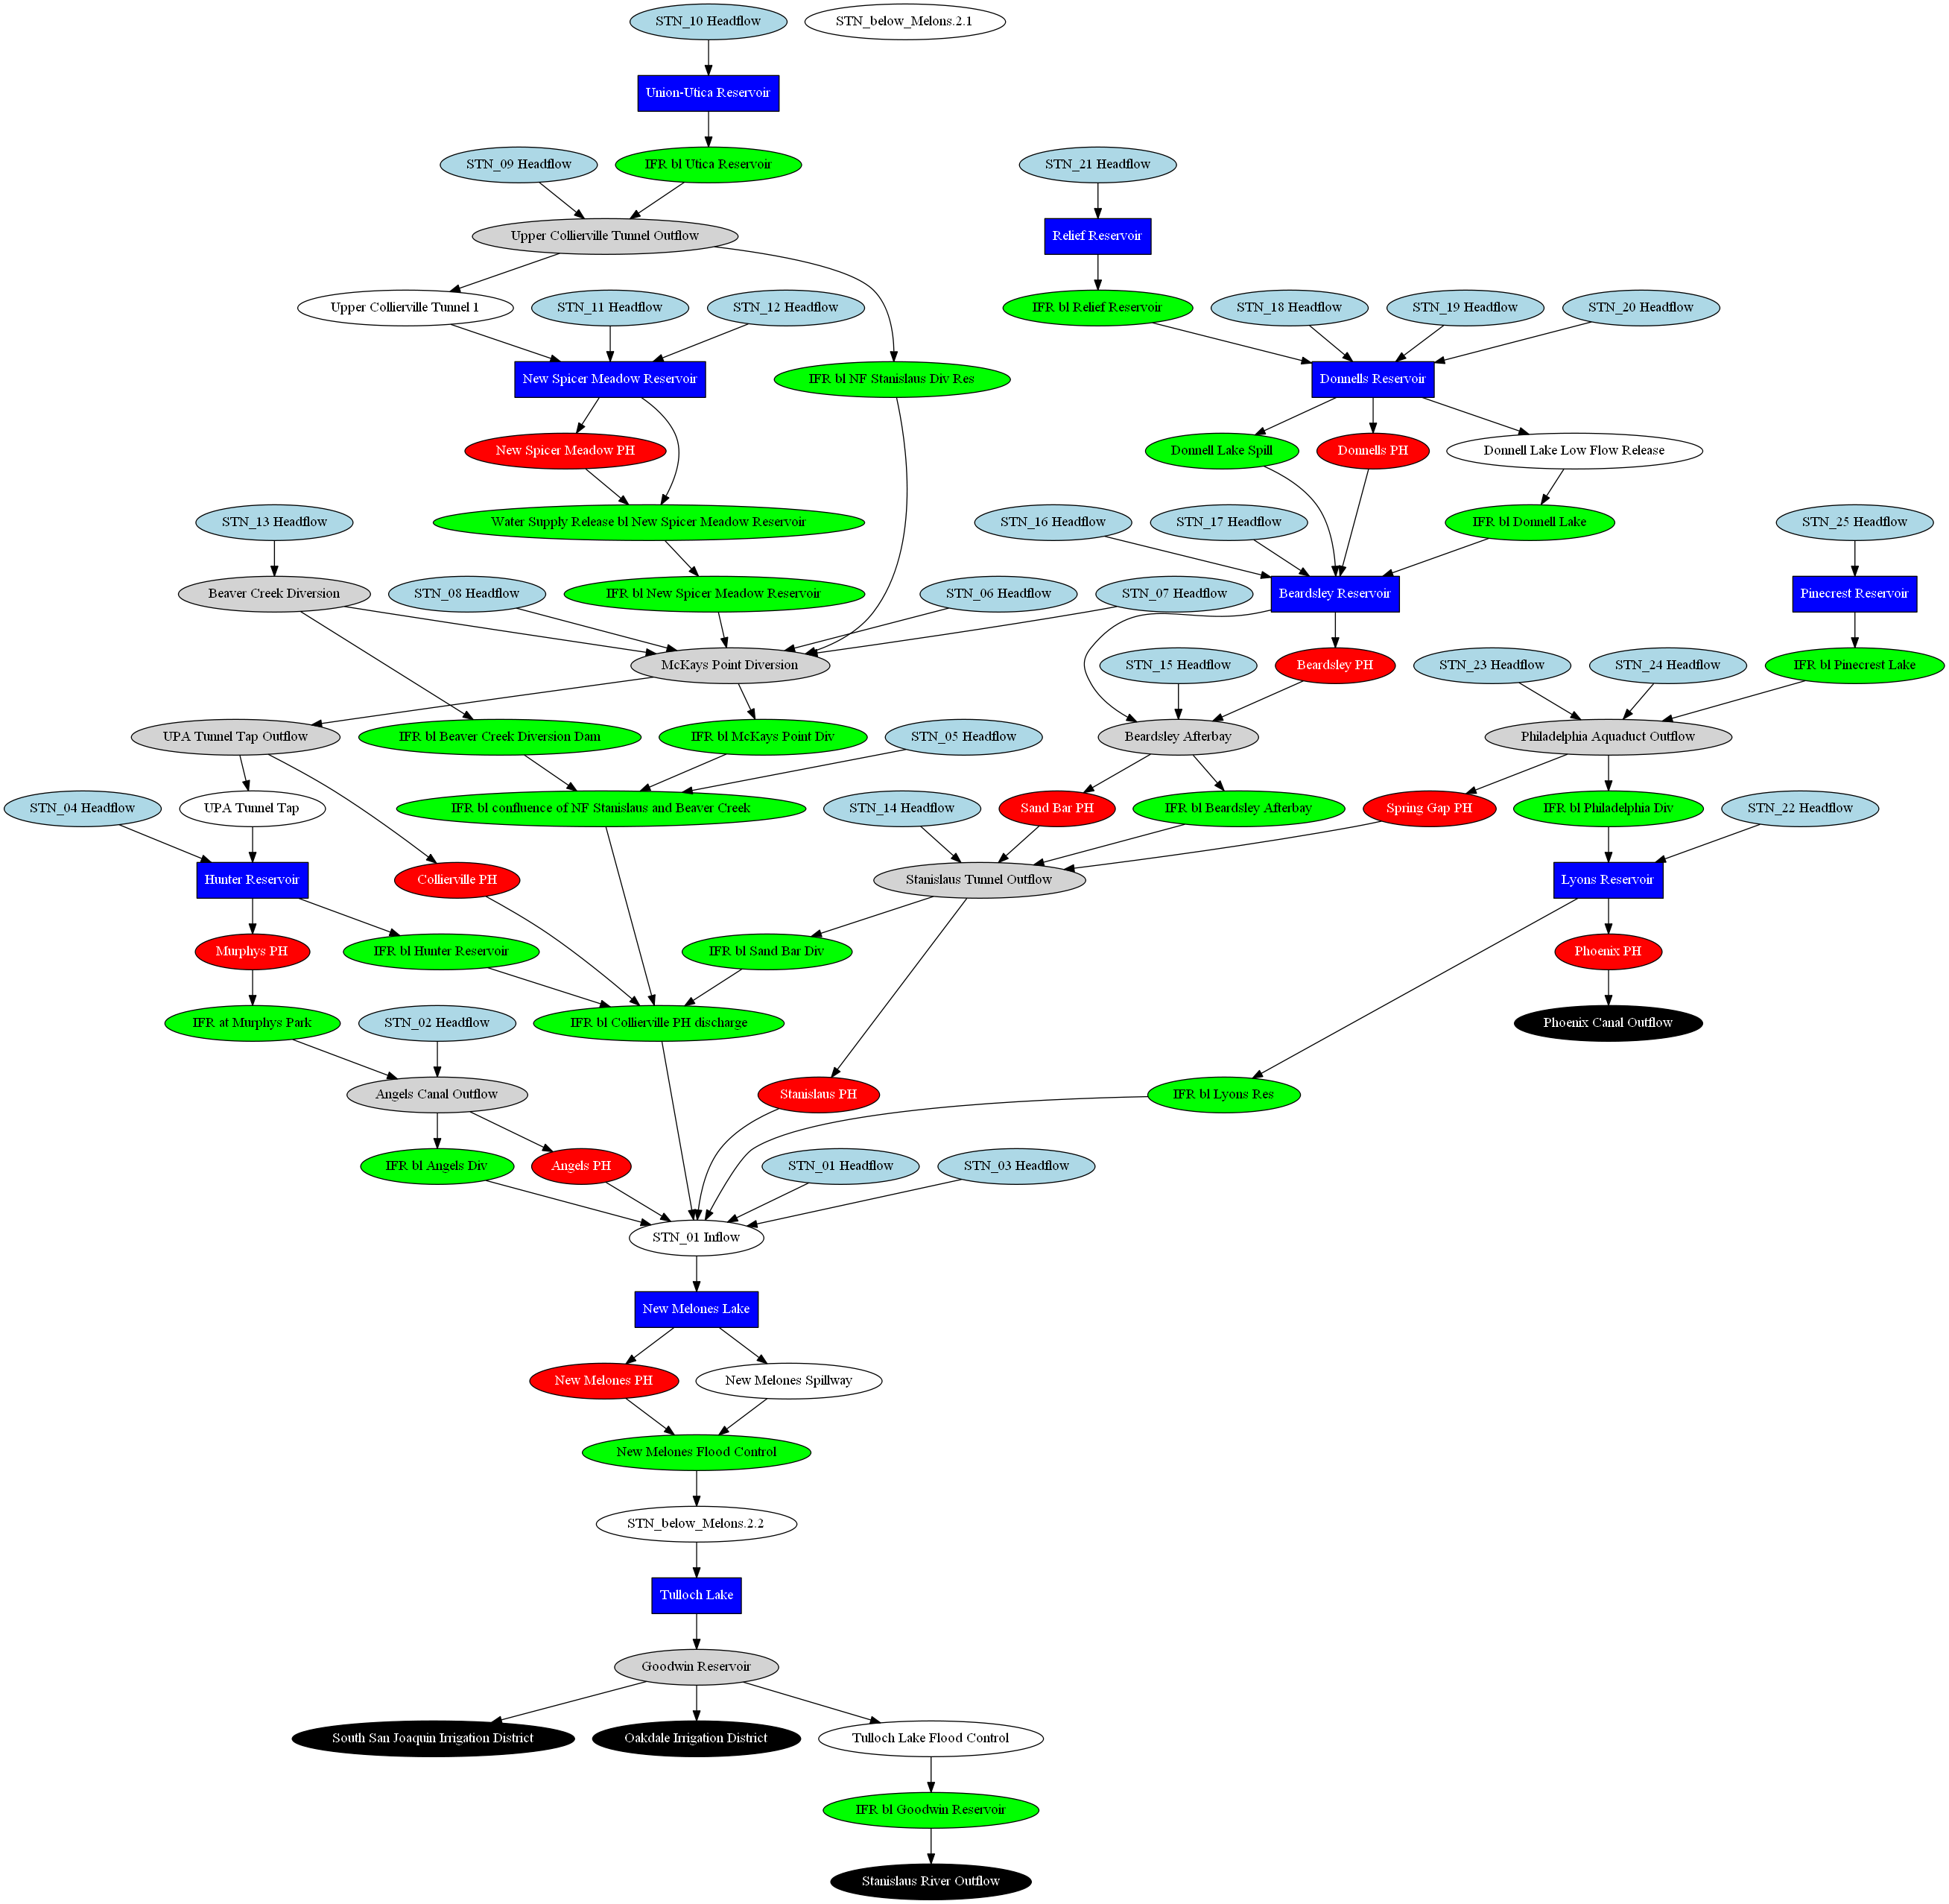 STN_10 Headflow
STN_below_Melons.2.1
Union-Utica Reservoir
STN_09 Headflow
IFR bl Utica Reservoir
STN_21 Headflow
Upper Collierville Tunnel Outflow
Relief Reservoir
Upper Collierville Tunnel 1
STN_11 Headflow
STN_12 Headflow
IFR bl Relief Reservoir
STN_18 Headflow
STN_19 Headflow
STN_20 Headflow
New Spicer Meadow Reservoir
IFR bl NF Stanislaus Div Res
Donnells Reservoir
New Spicer Meadow PH
Donnell Lake Spill
Donnells PH
Donnell Lake Low Flow Release
STN_13 Headflow
Water Supply Release bl New Spicer Meadow Reservoir
STN_16 Headflow
STN_17 Headflow
IFR bl Donnell Lake
STN_25 Headflow
Beaver Creek Diversion
STN_08 Headflow
IFR bl New Spicer Meadow Reservoir
STN_06 Headflow
STN_07 Headflow
Beardsley Reservoir
Pinecrest Reservoir
McKays Point Diversion
STN_15 Headflow
Beardsley PH
STN_23 Headflow
STN_24 Headflow
IFR bl Pinecrest Lake
UPA Tunnel Tap Outflow
IFR bl Beaver Creek Diversion Dam
IFR bl McKays Point Div
STN_05 Headflow
Beardsley Afterbay
Philadelphia Aquaduct Outflow
STN_04 Headflow
UPA Tunnel Tap
IFR bl confluence of NF Stanislaus and Beaver Creek
STN_14 Headflow
Sand Bar PH
IFR bl Beardsley Afterbay
Spring Gap PH
IFR bl Philadelphia Div
STN_22 Headflow
Hunter Reservoir
Collierville PH
Stanislaus Tunnel Outflow
Lyons Reservoir
Murphys PH
IFR bl Hunter Reservoir
IFR bl Sand Bar Div
Phoenix PH
IFR at Murphys Park
STN_02 Headflow
IFR bl Collierville PH discharge
Phoenix Canal Outflow
Angels Canal Outflow
Stanislaus PH
IFR bl Lyons Res
IFR bl Angels Div
Angels PH
STN_01 Headflow
STN_03 Headflow
STN_01 Inflow
New Melones Lake
New Melones PH
New Melones Spillway
New Melones Flood Control
STN_below_Melons.2.2
Tulloch Lake
Goodwin Reservoir
South San Joaquin Irrigation District
Oakdale Irrigation District
Tulloch Lake Flood Control
IFR bl Goodwin Reservoir
Stanislaus River Outflow